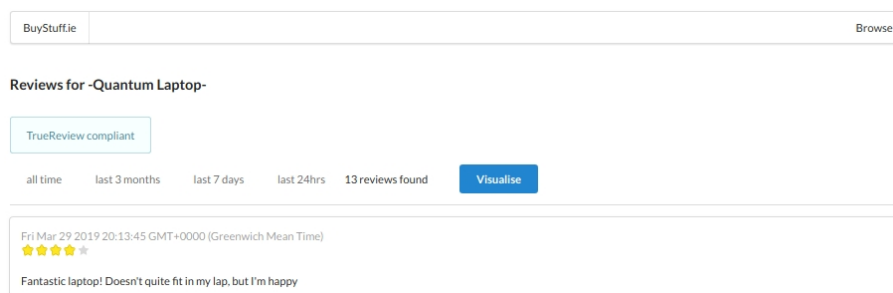 BuyStuff.ie Browse
Reviews for -Quantum Laptop-
TrueReview compliant
all time last 3 months last 7 days last 24hrs 13 reviews found Visualise
Fri Mar 29 2019 20:13:45 GMT+0000 (Greenwich Mean Time)
Fantastic laptop! Doesn't quite fit in my lap, but I'm happy